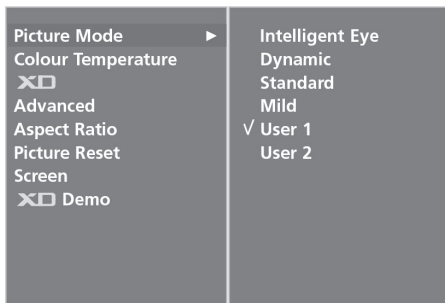 Picture Mode ►
Colour Temperature
XD
Advanced
Aspect Ratio
Picture Reset
Screen
XD Demo
Intelligent Eye
Dynamic
Standard
Mild
√ User 1
User 2